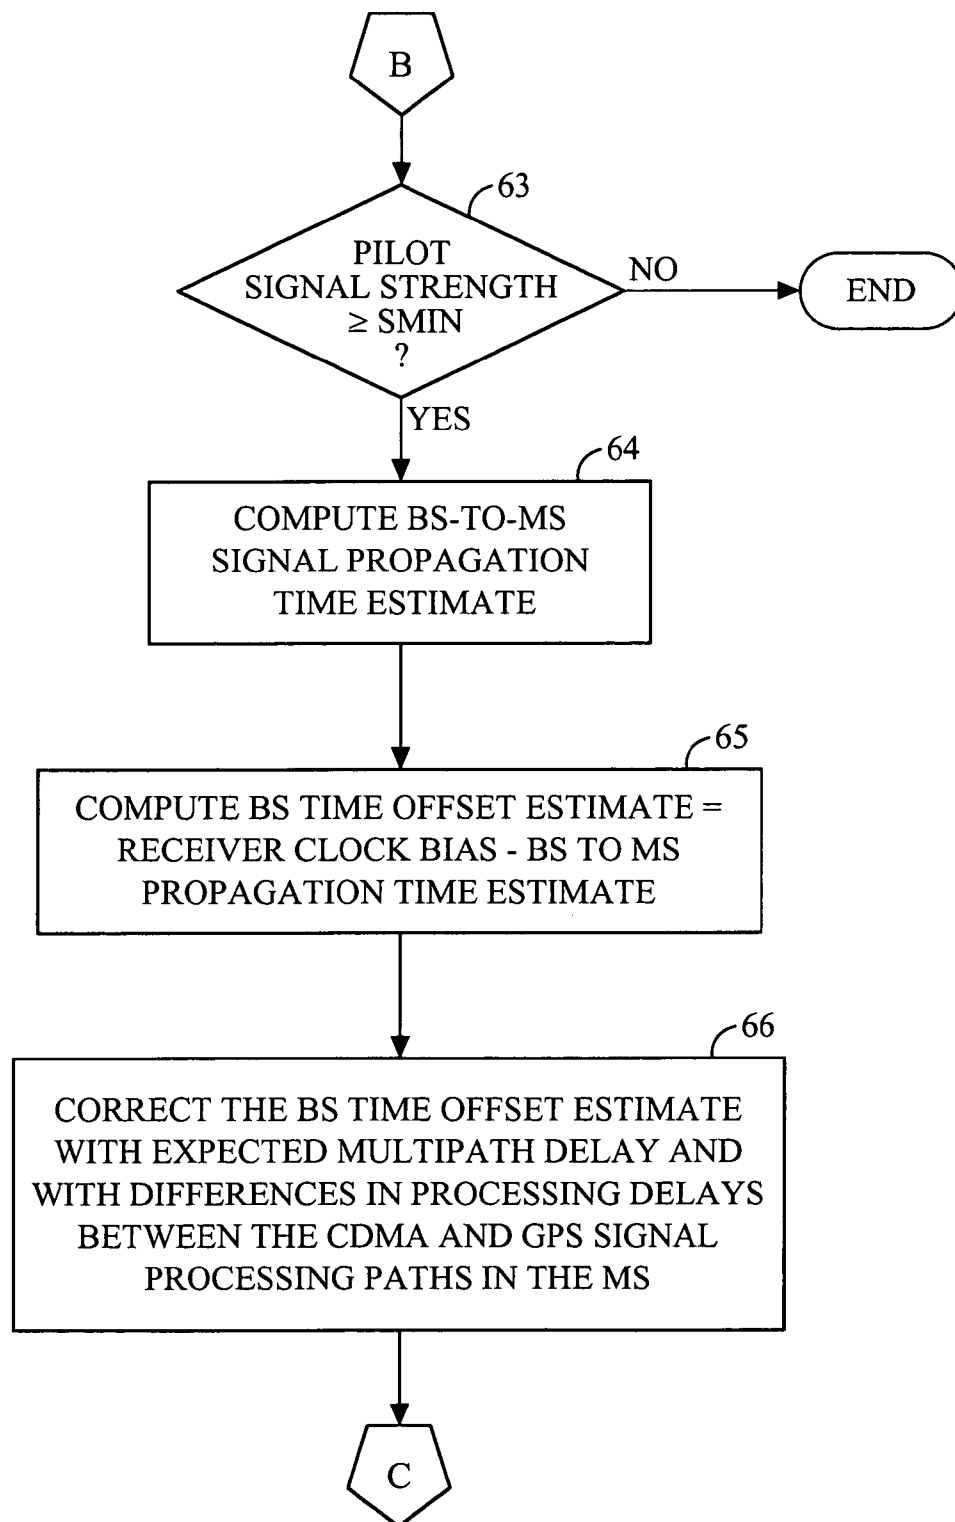 B
63
PILOT
SIGNAL STRENGTH
≥ SMIN
?
NO
END
YES
64
COMPUTE BS-TO-MS
SIGNAL PROPAGATION
TIME ESTIMATE
65
COMPUTE BS TIME OFFSET ESTIMATE =
RECEIVER CLOCK BIAS - BS TO MS
PROPAGATION TIME ESTIMATE
66
CORRECT THE BS TIME OFFSET ESTIMATE
WITH EXPECTED MULTIPATH DELAY AND
WITH DIFFERENCES IN PROCESSING DELAYS
BETWEEN THE CDMA AND GPS SIGNAL
PROCESSING PATHS IN THE MS
C